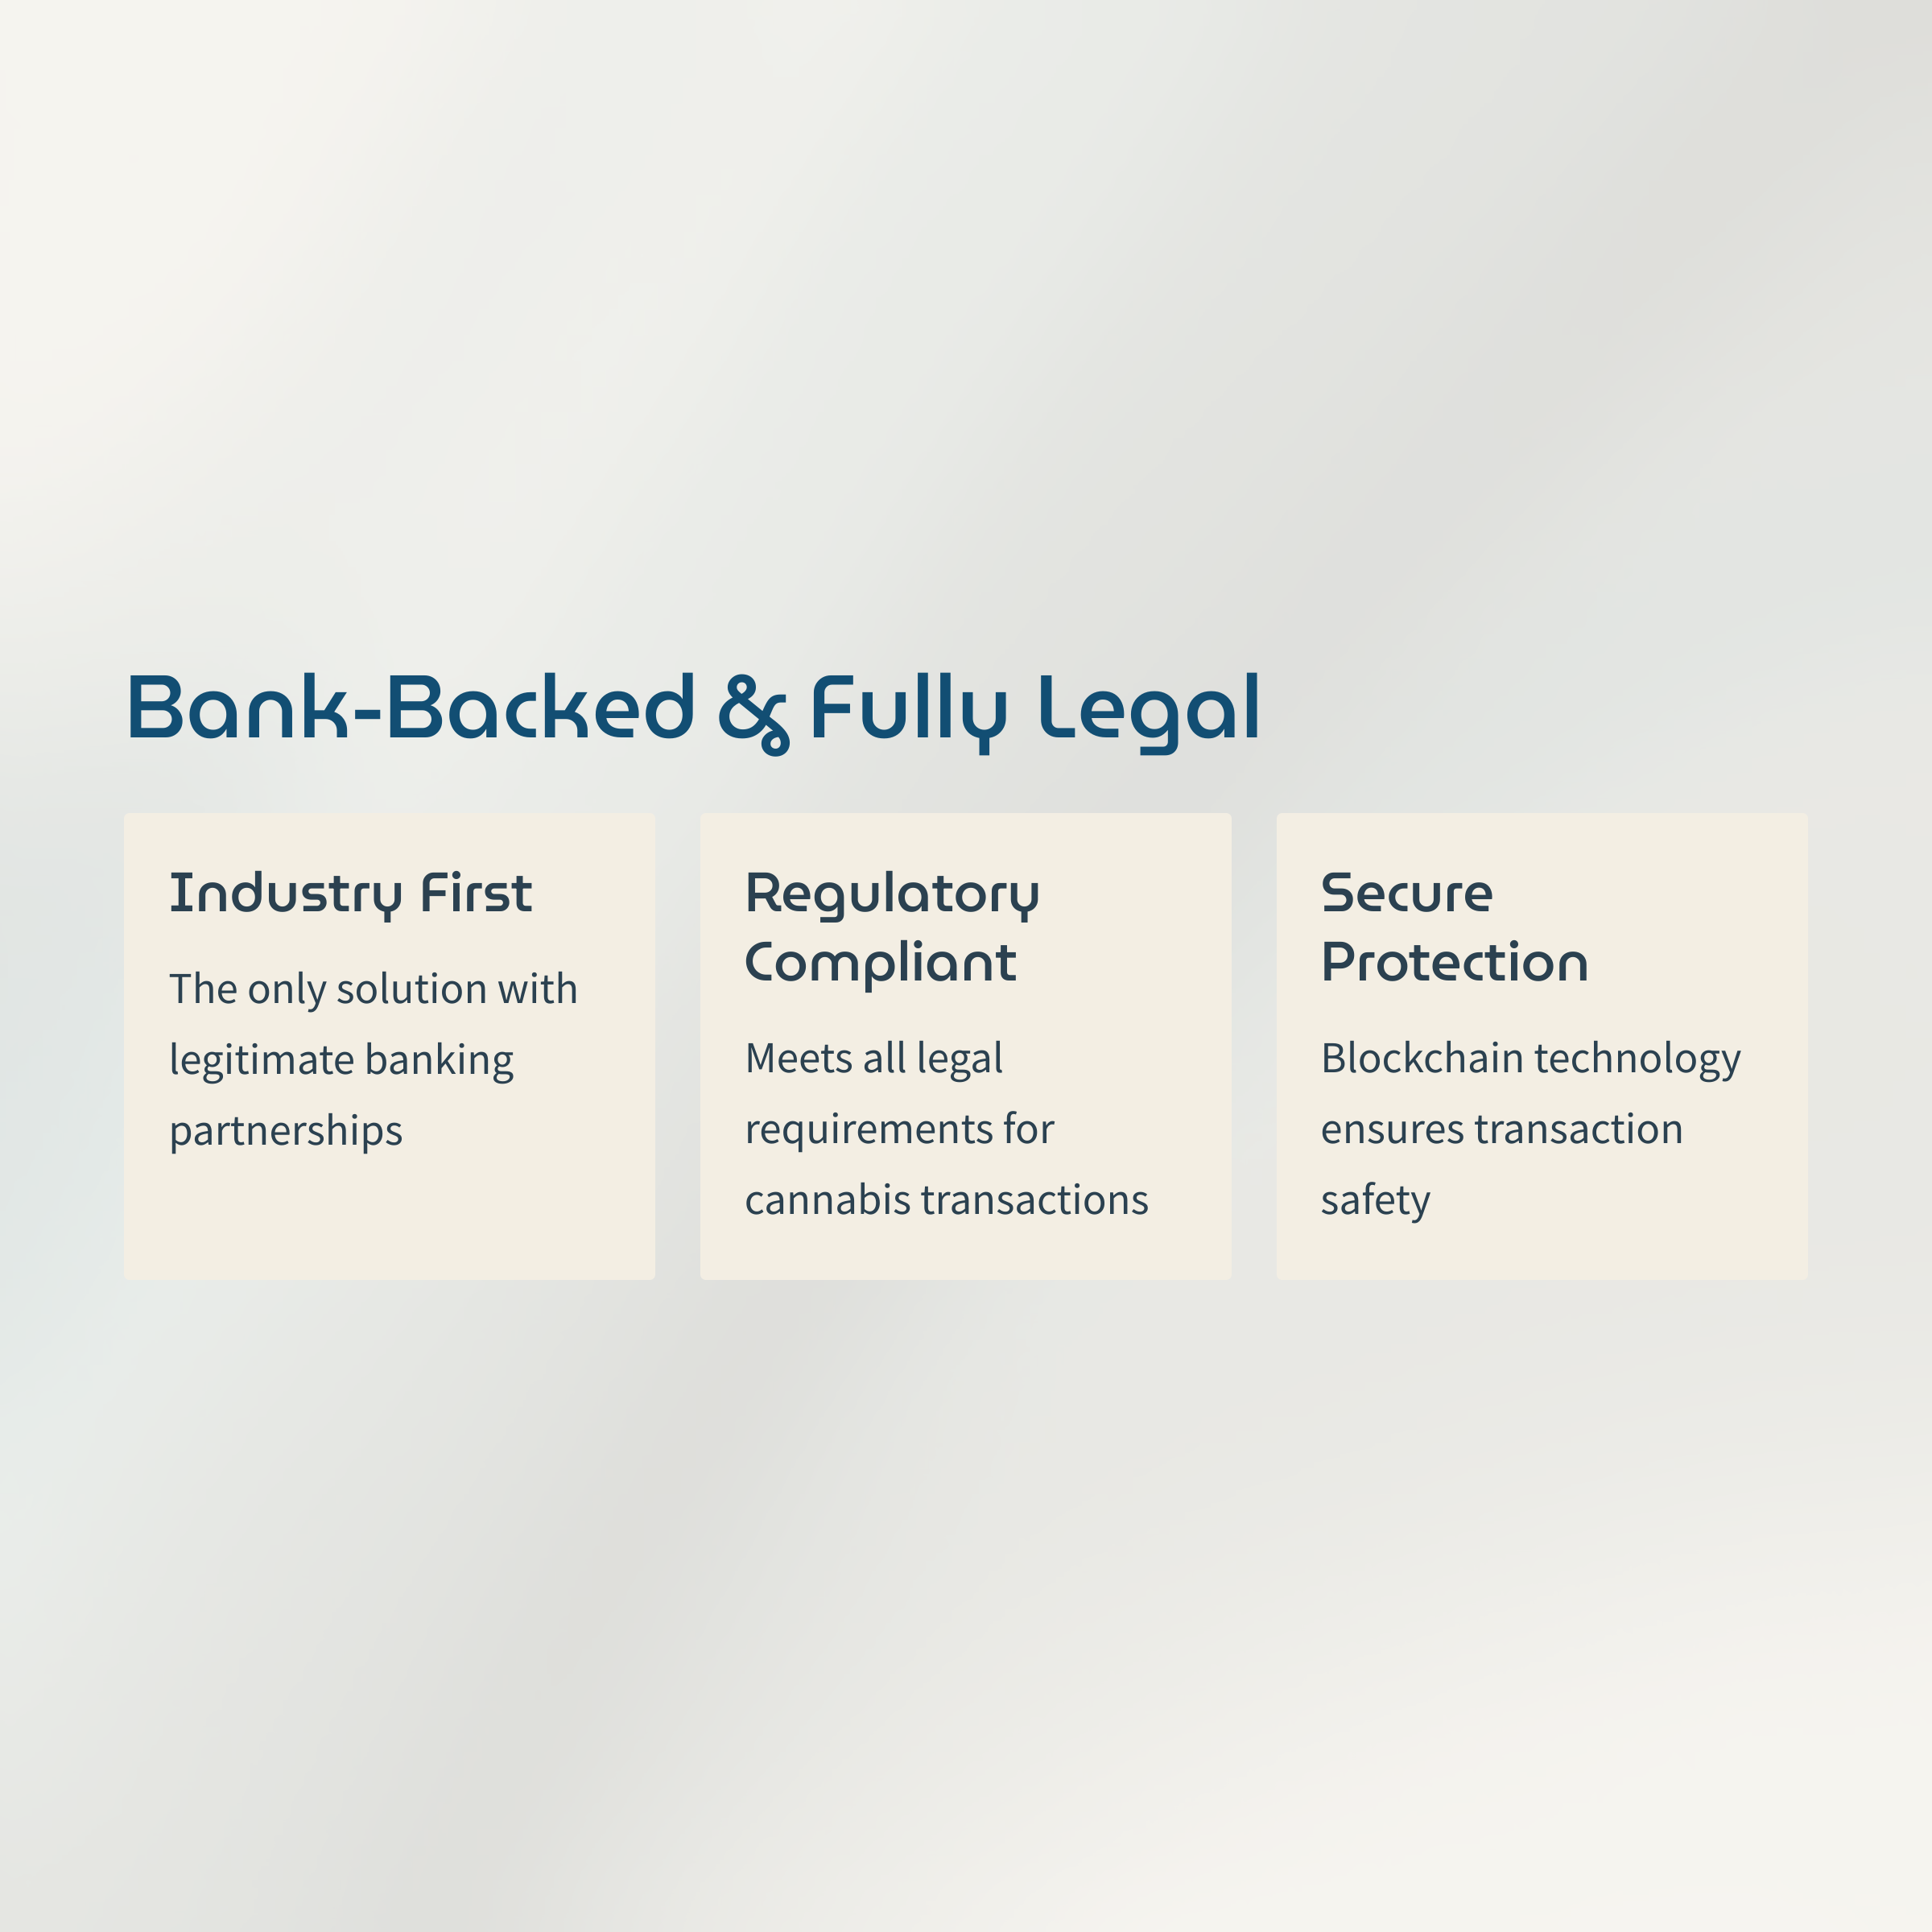 Bank-Backed & Fully Legal
Industry First
The only solution with
legitimate banking
partnerships
Regulatory
Compliant
Meets all legal
requirements for
cannabis transactions
Secure
Protection
Blockchain technology
ensures transaction
safety